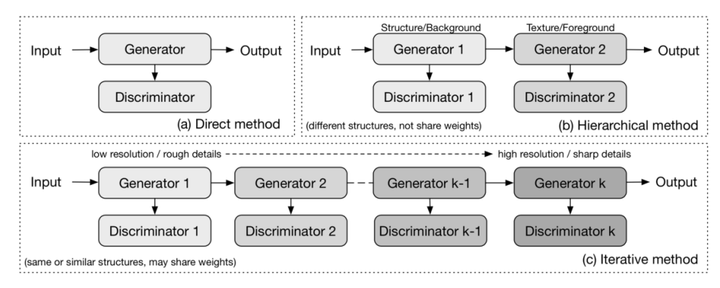 Input
Generator
Output
Discriminator
(a) Direct method
Structure/Background
Texture/Foreground
Input
Generator 1
Generator 2
Output
Discriminator 1
Discriminator 2
(different structures, not share weights)
(b) Hierarchical method
low resolution / rough details
high resolution / sharp details
Input
Generator 1
Generator 2
Generator k-1
Generator k
Output
Discriminator 1
Discriminator 2
Discriminator k-1
Discriminator k
(same or similar structures, may share weights)
(c) Iterative method